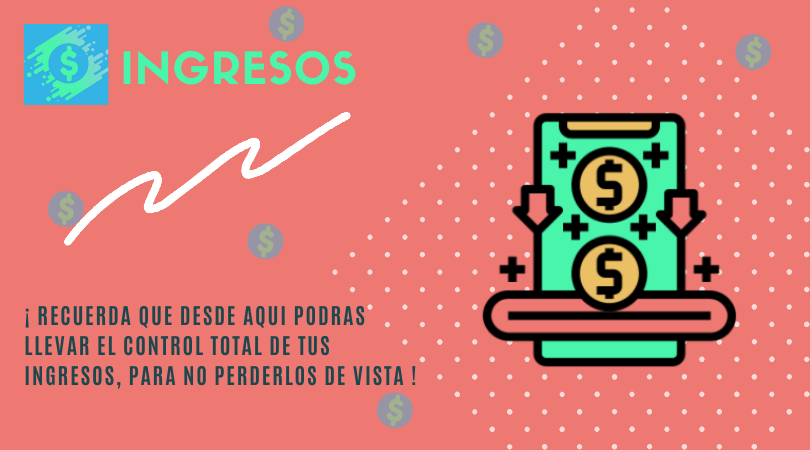 INGRESOS
¡ RECUERDA QUE DESDE AQUI PODRAS
LLEVAR EL CONTROL TOTAL DE TUS
INGRESOS, PARA NO PERDERLOS DE VISTA !